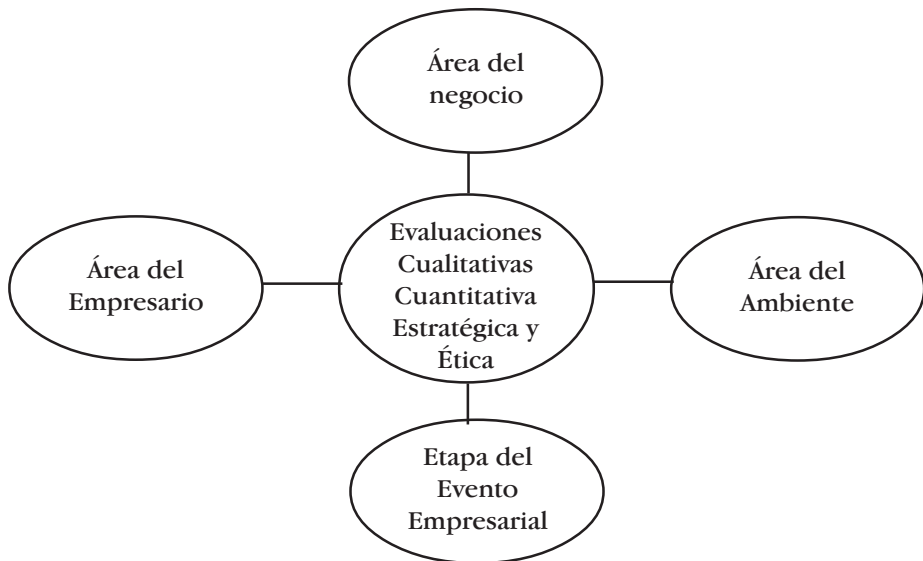 Área del
negocio
Área del
Empresario
Evaluaciones
Cualitativas
Cuantitativa
Estratégica y
Ética
Área del
Ambiente
Etapa del
Evento
Empresarial